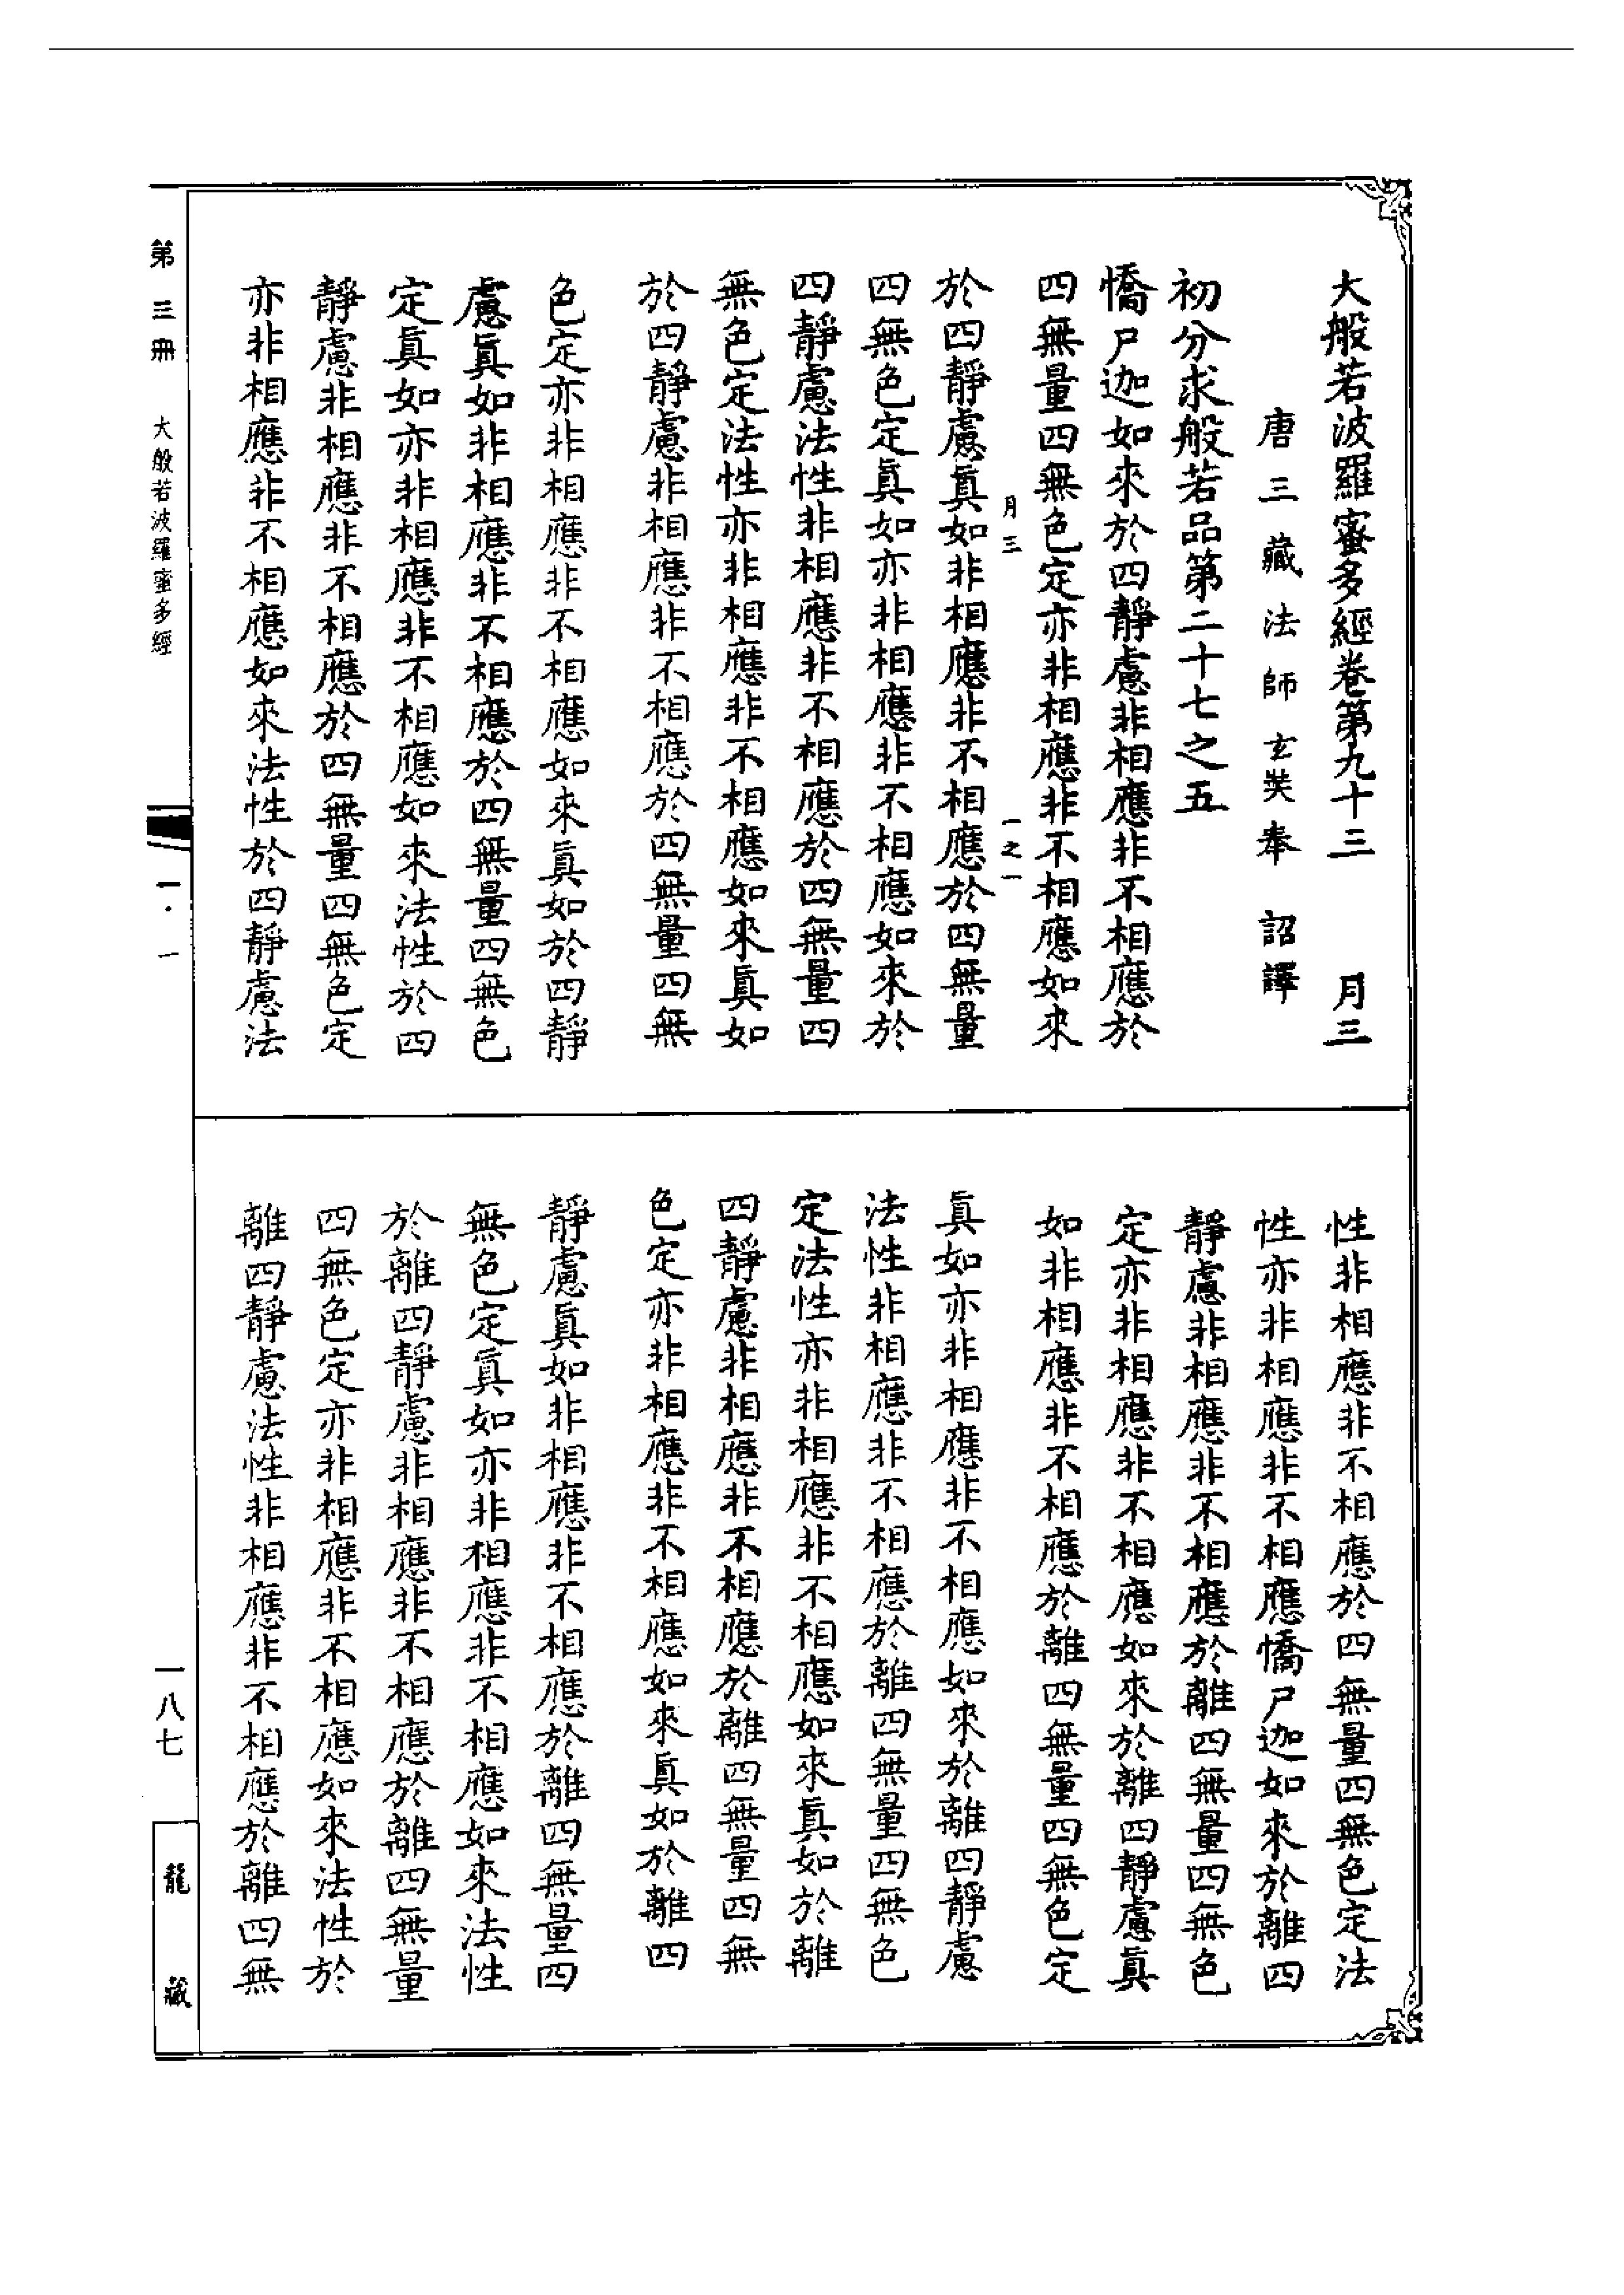 大般若波羅蜜多經卷第九十三　月三
唐三藏法師玄奘奉　詔譯
初分求般若品第二十七之五
憍尸迦如來於四靜慮非相應非不相應於
四無量四無色定亦非相應非不相應如來
月三　一之一
於四靜慮真如非相應非不相應於四無量
四無色定真如亦非相應非不相應如來於
四靜慮法性非相應非不相應於四無量四
無色定法性亦非相應非不相應如來真如
於四靜慮非相應非不相應於四無量四無
色定亦非相應非不相應如來真如於四靜
慮真如非相應非不相應於四無量四無色
定真如亦非相應非不相應如來法性於四
靜慮非相應非不相應於四無量四無色定
亦非相應非不相應如來法性於四靜慮法
性非相應非不相應於四無量四無色定法
性亦非相應非不相應憍尸迦如來於離四
靜慮非相應非不相應於離四無量四無色
定亦非相應非不相應如來於離四靜慮真
如非相應非不相應於離四無量四無色定
真如亦非相應非不相應如來於離四靜慮
法性非相應非不相應於離四無量四無色
定法性亦非相應非不相應如來真如於離
四靜慮非相應非不相應於離四無量四無
色定亦非相應非不相應如來真如於離四
靜慮真如非相應非不相應於離四無量四
無色定真如亦非相應非不相應如來法性
於離四靜慮非相應非不相應於離四無量
四無色定亦非相應非不相應如來法性於
離四靜慮法性非相應非不相應於離四無
第三冊　大般若波羅蜜多經
一·一
一八七
龍藏